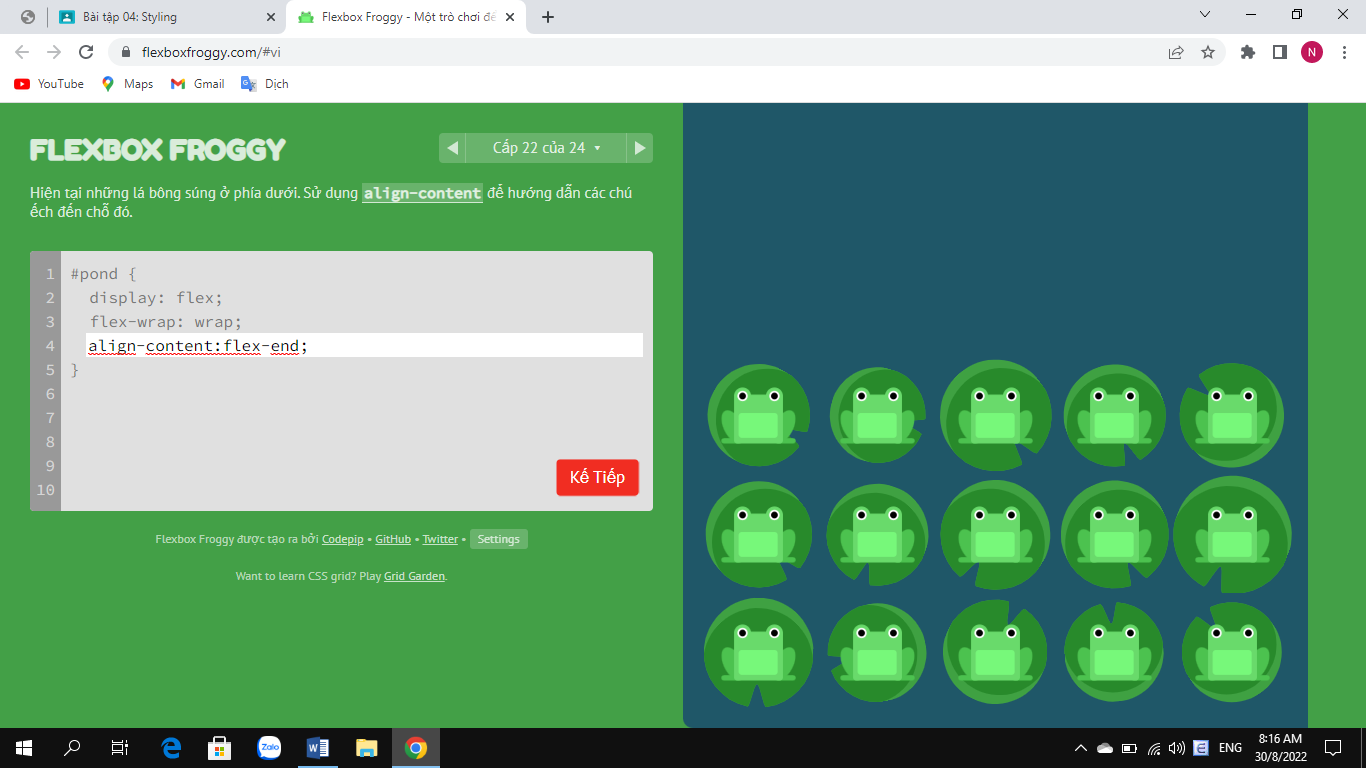 Bài tập 04: Styling
Flexbox Froggy - Một trò chơi để
flexboxfroggy.com/#vi
N
YouTube
Maps
Gmail
Dịch
FLEXBOX FROGGY
Cấp 22 của 24
Hiện tại những lá bông súng ở phía dưới. Sử dụng align-content để hướng dẫn các chú
ếch đến chỗ đó.
1 #pond {
2 display: flex;
3 flex-wrap: wrap;
4 align-content:flex-end;
5 }
6
7
8
9
10
Kế Tiếp
Flexbox Froggy được tạo ra bởi Codepip • GitHub • Twitter • Settings
Want to learn CSS grid? Play Grid Garden.
Zalo
W
ENG
8:16 AM
30/8/2022